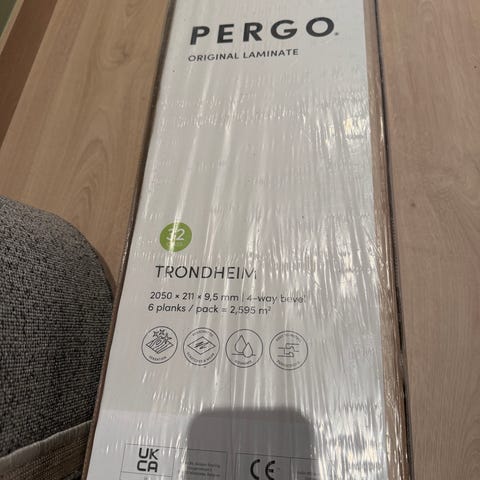 PERGO®
ORIGINAL LAMINATE
32
TRONDHEIM
2050 × 211 × 9,5 mm | 4-way bevel
6 planks / pack = 2,595 m²
UK
CA
CE